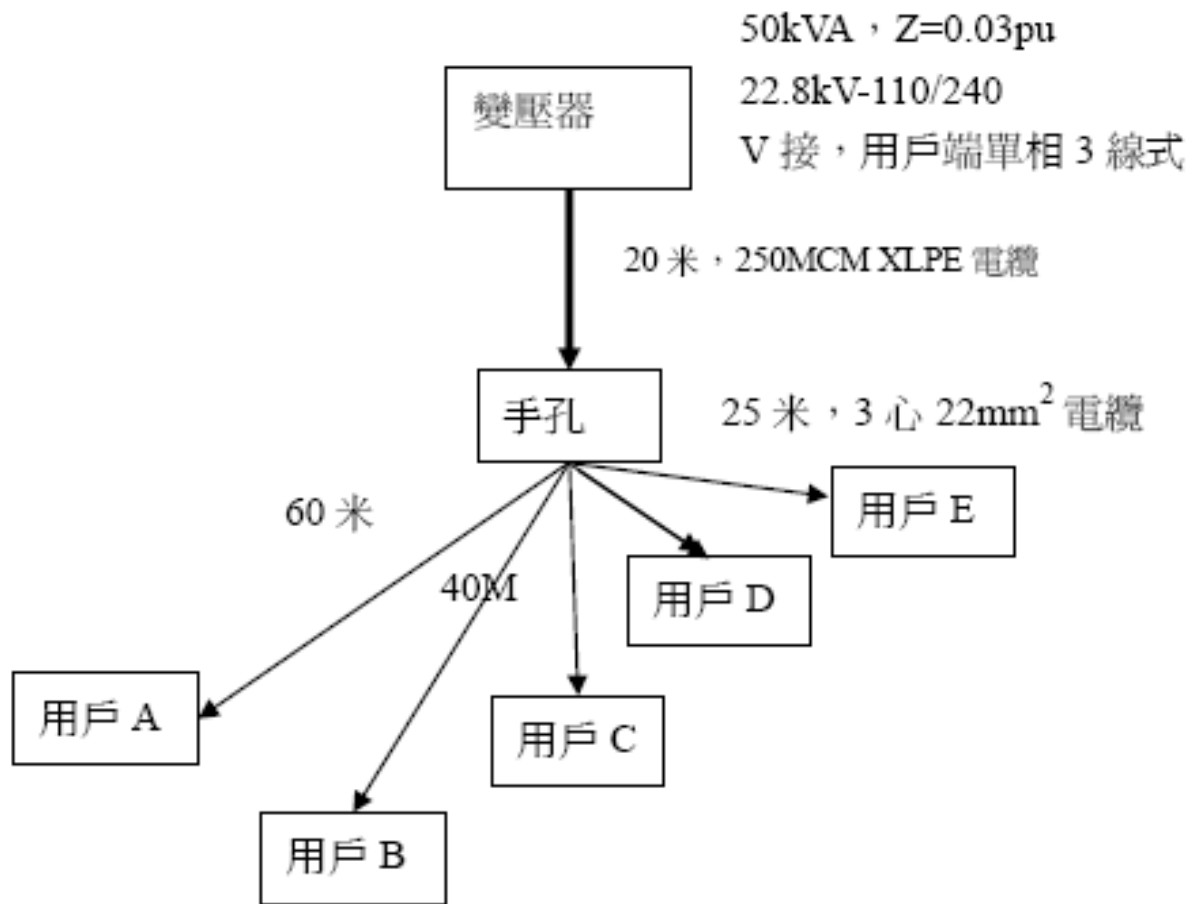 50kVA，Z=0.03pu
變壓器
22.8kV-110/240
V 接，用戶端單相 3 線式
20 米，250MCM XLPE 電纜
手孔
25 米，3 心 22mm² 電纜
60 米
用戶 E
40M
用戶 D
用戶 A
用戶 C
用戶 B